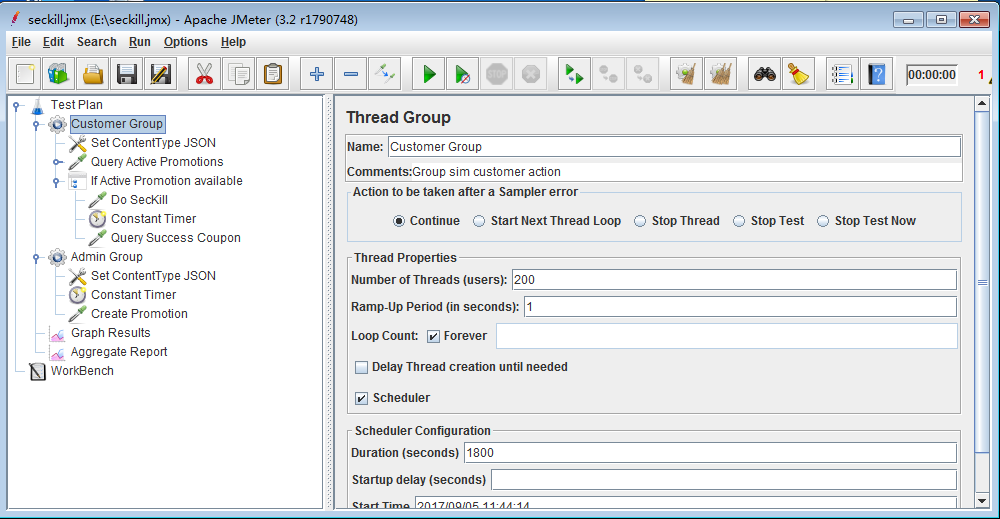 seckill.jmx (E:\seckill.jmx) - Apache JMeter (3.2 r1790748)
File Edit Search Run Options Help
STOP
00:00:00 1
Test Plan
Customer Group
Set ContentType JSON
Query Active Promotions
If Active Promotion available
Do SecKill
Constant Timer
Query Success Coupon
Admin Group
Set ContentType JSON
Constant Timer
Create Promotion
Graph Results
Aggregate Report
WorkBench
Thread Group
Name: Customer Group
Comments:Group sim customer action
Action to be taken after a Sampler error
Continue Start Next Thread Loop Stop Thread Stop Test Stop Test Now
Thread Properties
Number of Threads (users): 200
Ramp-Up Period (in seconds): 1
Loop Count: Forever
Delay Thread creation until needed
Scheduler
Scheduler Configuration
Duration (seconds) 1800
Startup delay (seconds)
Start Time 2017/09/05 11:44:14